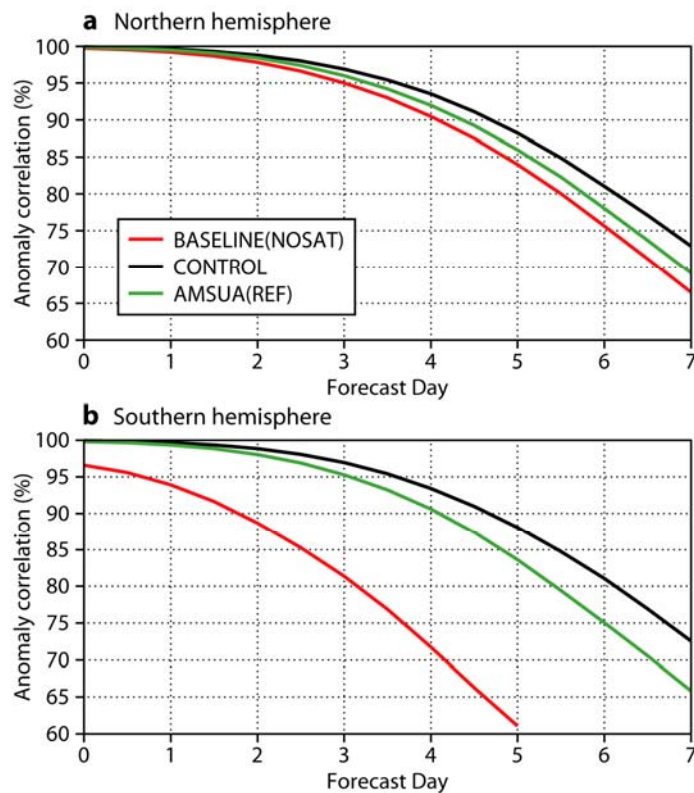 a Northern hemisphere
100
95
90
85
80
75
70
65
60
Anomaly correlation (%)
BASELINE(NOSAT)
CONTROL
AMSUA(REF)
0 1 2 3 4 5 6 7
Forecast Day
b Southern hemisphere
100
95
90
85
80
75
70
65
60
Anomaly correlation (%)
0 1 2 3 4 5 6 7
Forecast Day